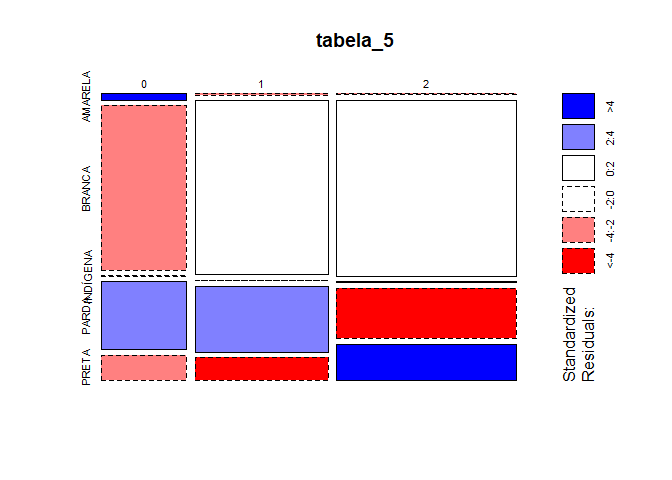 tabela_5
0
1
2
AMARELA
BRANCA
INDÍGENA
PARDA
PRETA
>4
2:4
0:2
-2:0
-4:-2
<-4
Standardized
Residuals: